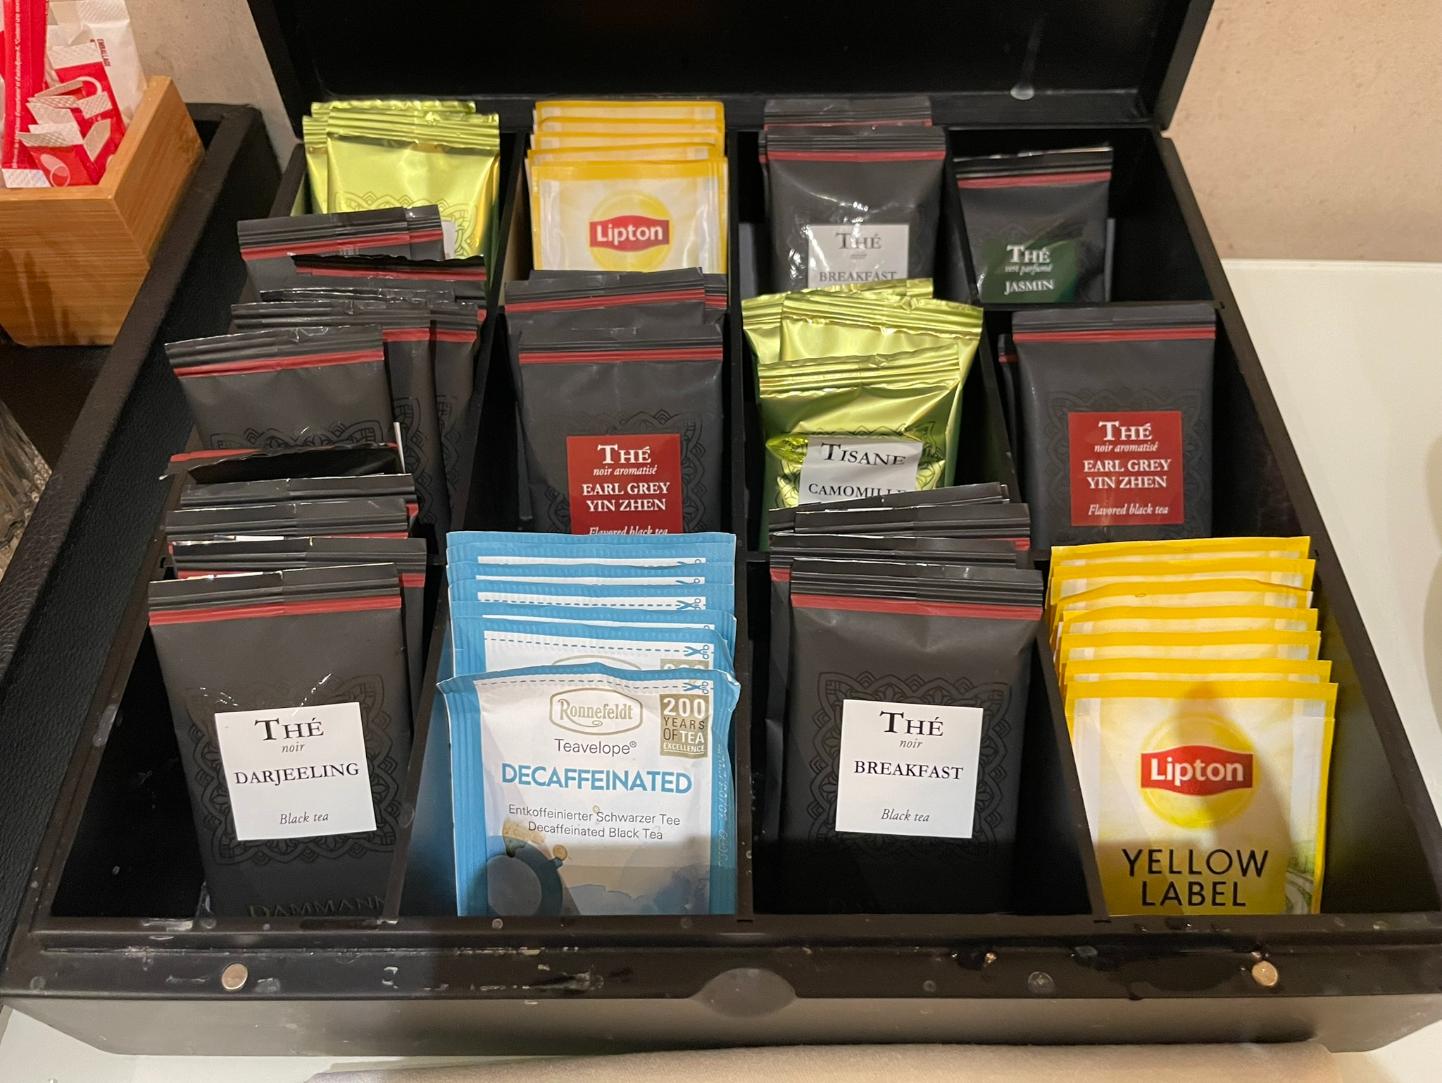 Lipton
THÉ
noir
BREAKFAST
THÉ
vert parfumé
JASMIN
THÉ
noir aromatisé
EARL GREY
YIN ZHEN
Flavored black tea
TISANE
CAMOMILLE
THÉ
noir aromatisé
EARL GREY
YIN ZHEN
Flavored black tea
THÉ
noir
DARJEELING
Black tea
DAMMANN
Ronnefeldt
Teavelope®
200
YEARS
OF TEA
EXCELLENCE
DECAFFEINATED
Entkoffeinierter Schwarzer Tee
Decaffeinated Black Tea
THÉ
noir
BREAKFAST
Black tea
Lipton
YELLOW
LABEL